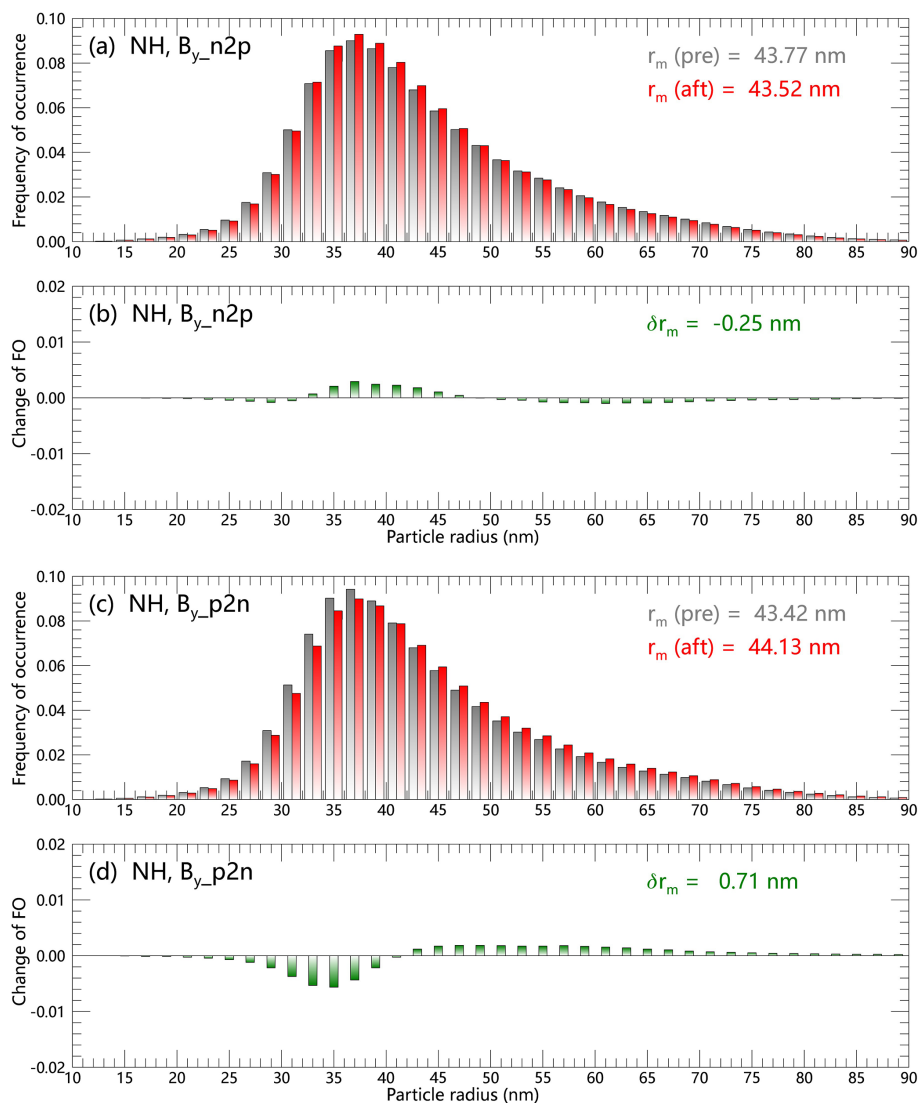 (a) NH, B_y_n2p
r_m (pre) = 43.77 nm
r_m (aft) = 43.52 nm
Frequency of occurrence
0.10
0.08
0.06
0.04
0.02
0.00
10 15 20 25 30 35 40 45 50 55 60 65 70 75 80 85 90
(b) NH, B_y_n2p
δr_m = -0.25 nm
Change of FO
0.02
0.01
0.00
-0.01
-0.02
10 15 20 25 30 35 40 45 50 55 60 65 70 75 80 85 90
Particle radius (nm)
(c) NH, B_y_p2n
r_m (pre) = 43.42 nm
r_m (aft) = 44.13 nm
Frequency of occurrence
0.10
0.08
0.06
0.04
0.02
0.00
10 15 20 25 30 35 40 45 50 55 60 65 70 75 80 85 90
(d) NH, B_y_p2n
δr_m = 0.71 nm
Change of FO
0.02
0.01
0.00
-0.01
-0.02
10 15 20 25 30 35 40 45 50 55 60 65 70 75 80 85 90
Particle radius (nm)